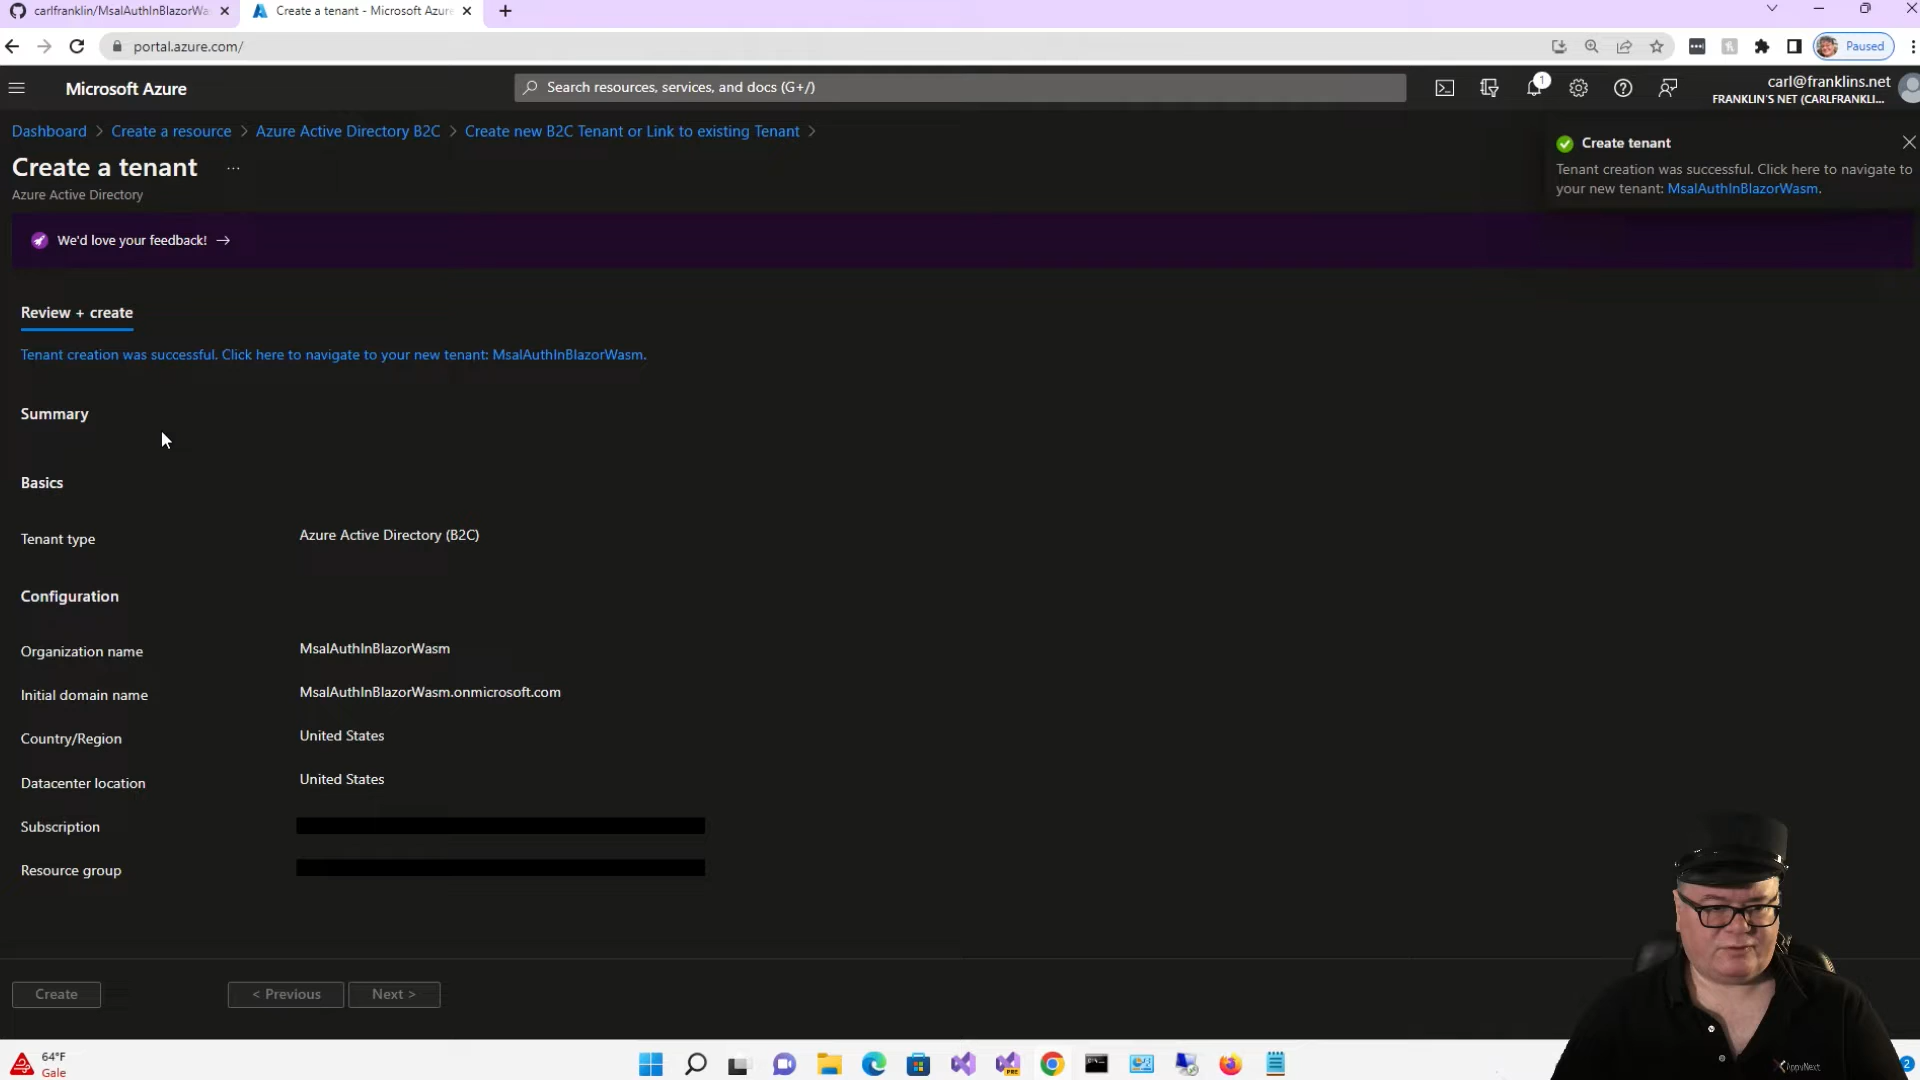 carlfranklin/MsalAuthInBlazorWa
Create a tenant - Microsoft Azure
portal.azure.com/
Paused
Microsoft Azure
Search resources, services, and docs (G+/)
1
carl@franklins.net
FRANKLIN'S NET (CARLFRANKLI...
Dashboard > Create a resource > Azure Active Directory B2C > Create new B2C Tenant or Link to existing Tenant >
Create a tenant ...
Azure Active Directory
Create tenant
Tenant creation was successful. Click here to navigate to
your new tenant: MsalAuthInBlazorWasm.
We'd love your feedback! →
Review + create
Tenant creation was successful. Click here to navigate to your new tenant: MsalAuthInBlazorWasm.
Summary
Basics
Tenant type Azure Active Directory (B2C)
Configuration
Organization name MsalAuthInBlazorWasm
Initial domain name MsalAuthInBlazorWasm.onmicrosoft.com
Country/Region United States
Datacenter location United States
Subscription
Resource group
Create < Previous Next >
64°F
Gale
PRE
AppvNext
2